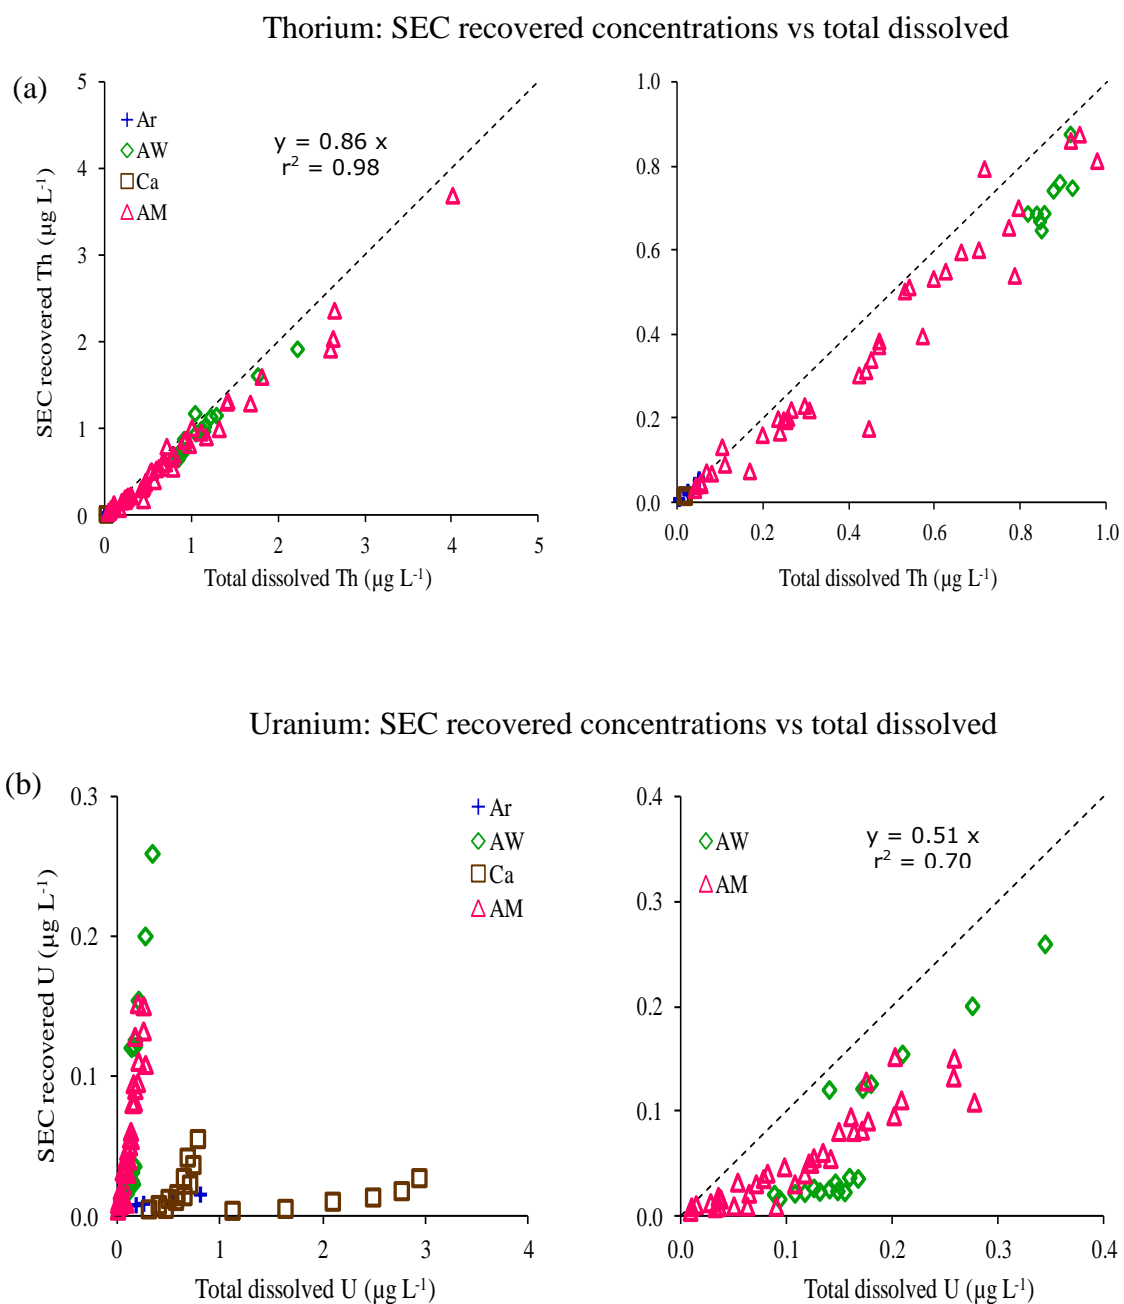 Thorium: SEC recovered concentrations vs total dissolved
(a)
SEC recovered Th (µg L⁻¹)
5
4
3
2
1
0
Ar
AW
Ca
AM
y = 0.86 x
r² = 0.98
0 1 2 3 4 5
Total dissolved Th (µg L⁻¹)
1.0
0.8
0.6
0.4
0.2
0.0
0.0 0.2 0.4 0.6 0.8 1.0
Total dissolved Th (µg L⁻¹)
Uranium: SEC recovered concentrations vs total dissolved
(b)
SEC recovered U (µg L⁻¹)
0.3
0.2
0.1
0.0
Ar
AW
Ca
AM
0 1 2 3 4
Total dissolved U (µg L⁻¹)
0.4
0.3
0.2
0.1
0.0
AW
AM
y = 0.51 x
r² = 0.70
0.0 0.1 0.2 0.3 0.4
Total dissolved U (µg L⁻¹)